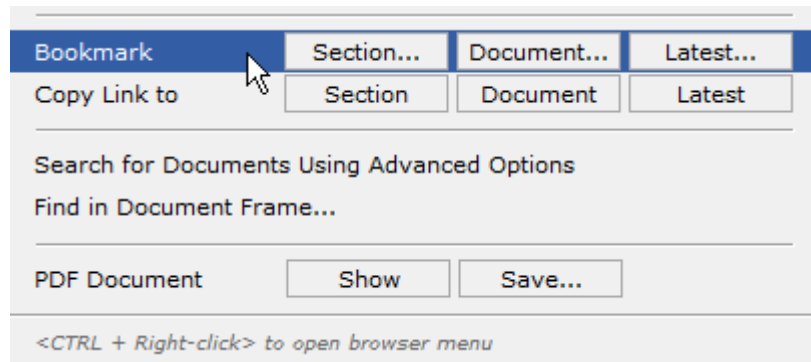 Bookmark Section... Document... Latest...
Copy Link to Section Document Latest
Search for Documents Using Advanced Options
Find in Document Frame...
PDF Document Show Save...
<CTRL + Right-click> to open browser menu